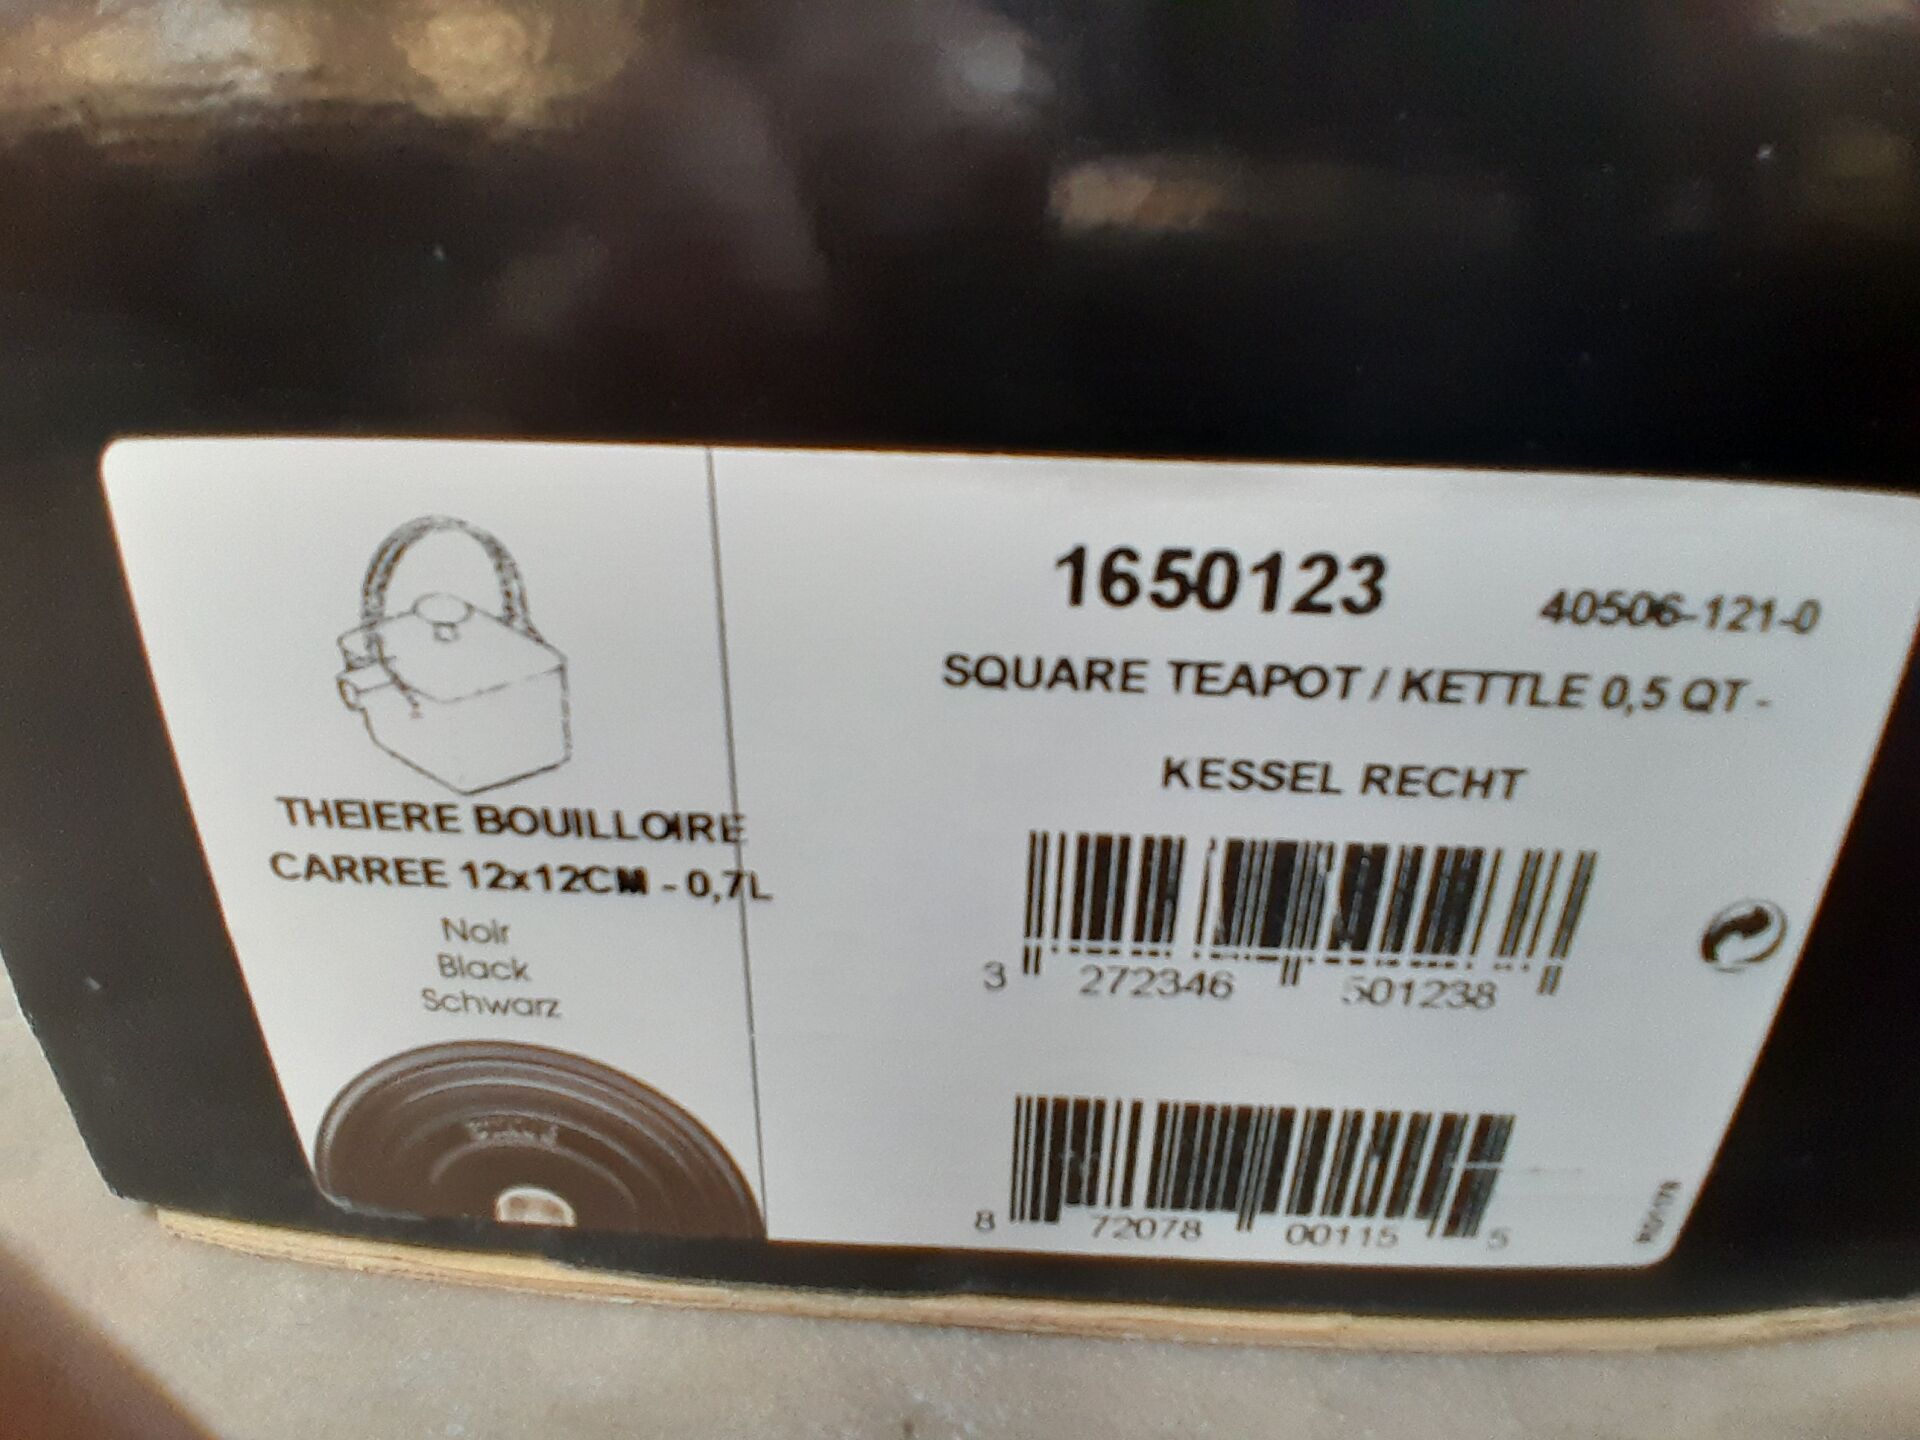 THEIERE BOUILLOIRE
CARREE 12x12CM - 0,7L
Noir
Black
Schwarz
1650123
40506-121-0
SQUARE TEAPOT / KETTLE 0,5 QT -
KESSEL RECHT
3 272346 501238
8 72078 00115 5